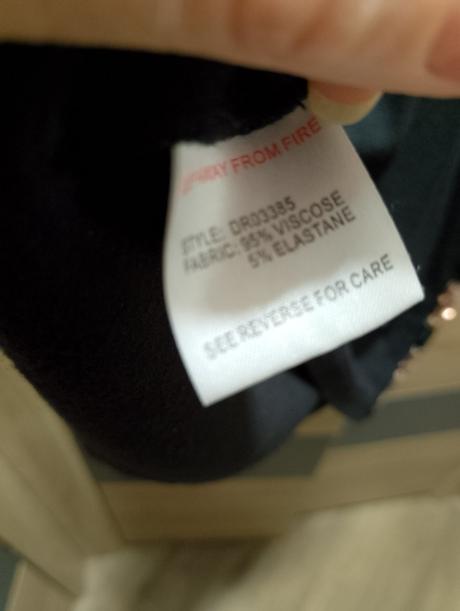 AWAY FROM FIRE
STYLE: DR03385
FABRIC: 95% VISCOSE
5% ELASTANE
SEE REVERSE FOR CARE